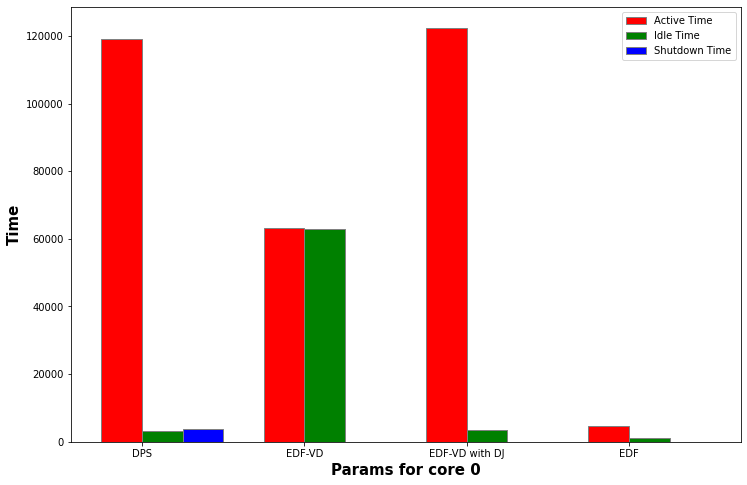 Active Time
Idle Time
Shutdown Time
120000
100000
80000
60000
40000
20000
0
Time
DPS
EDF-VD
EDF-VD with DJ
EDF
Params for core 0